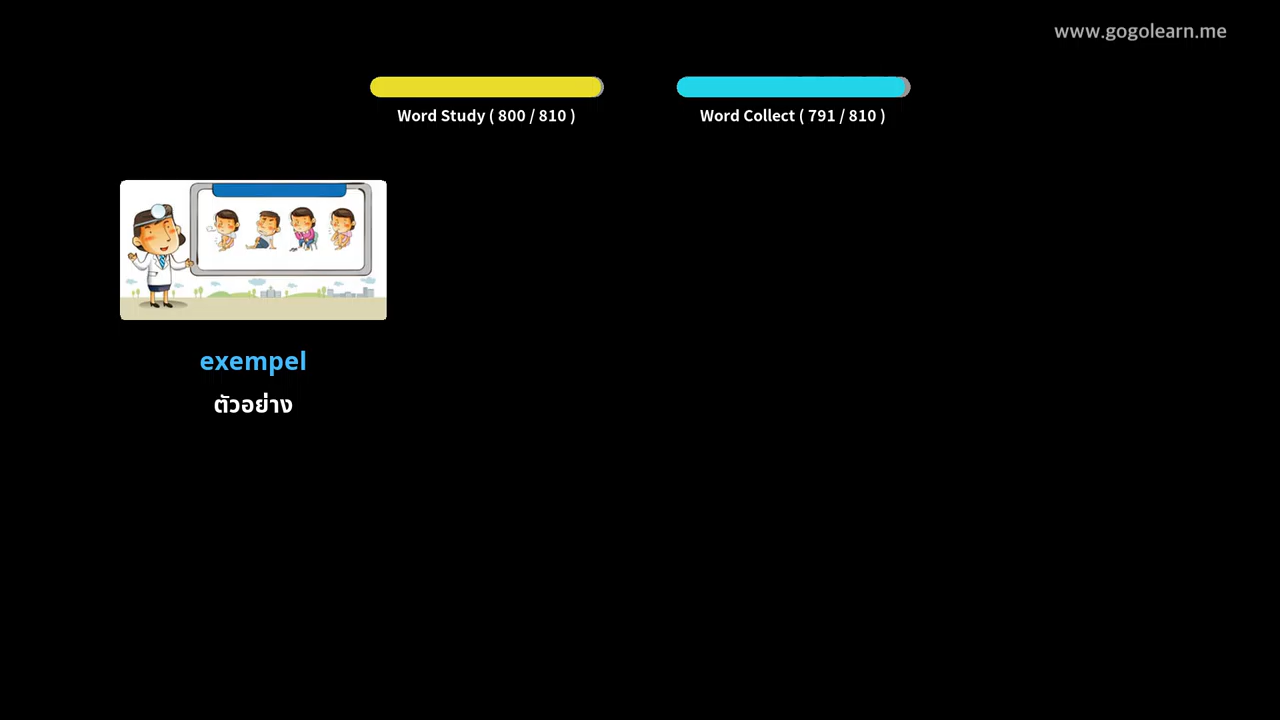 www.gogolearn.me
Word Study ( 800 / 810 )
Word Collect ( 791 / 810 )
exempel
ตัวอย่าง